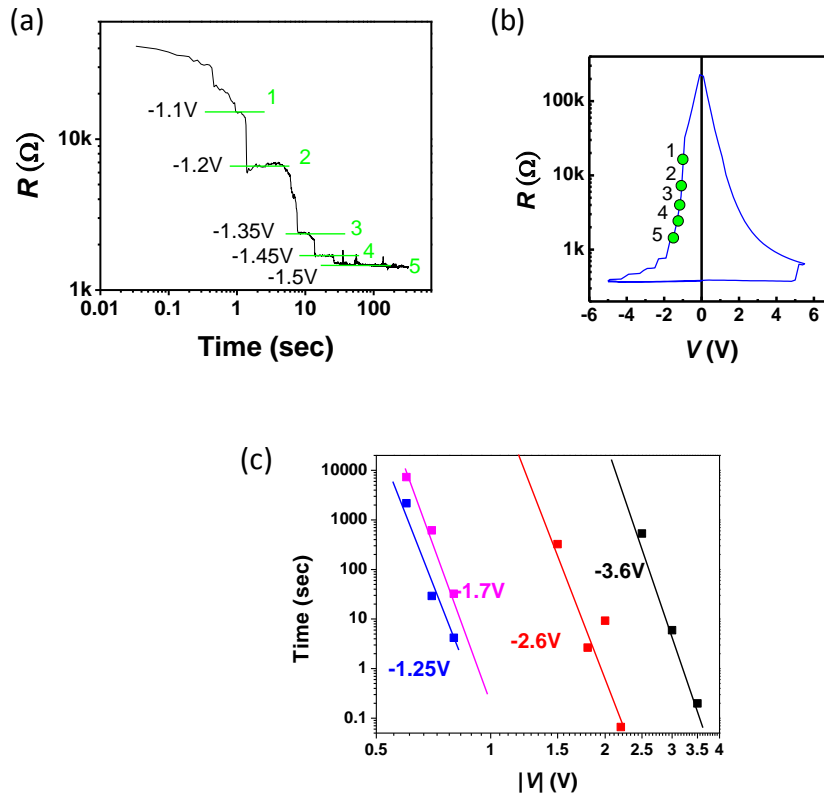 (a)
R (Ω)
10k
1k
-1.1V
1
-1.2V
2
-1.35V
3
-1.45V
4
-1.5V
5
0.01 0.1 1 10 100
Time (sec)
(b)
R (Ω)
100k
10k
1k
1
2
3
4
5
-6 -4 -2 0 2 4 6
V (V)
(c)
Time (sec)
10000
1000
100
10
1
0.1
-1.7V
-1.25V
-2.6V
-3.6V
0.5 1 1.5 2 2.5 3 3.5 4
|V| (V)